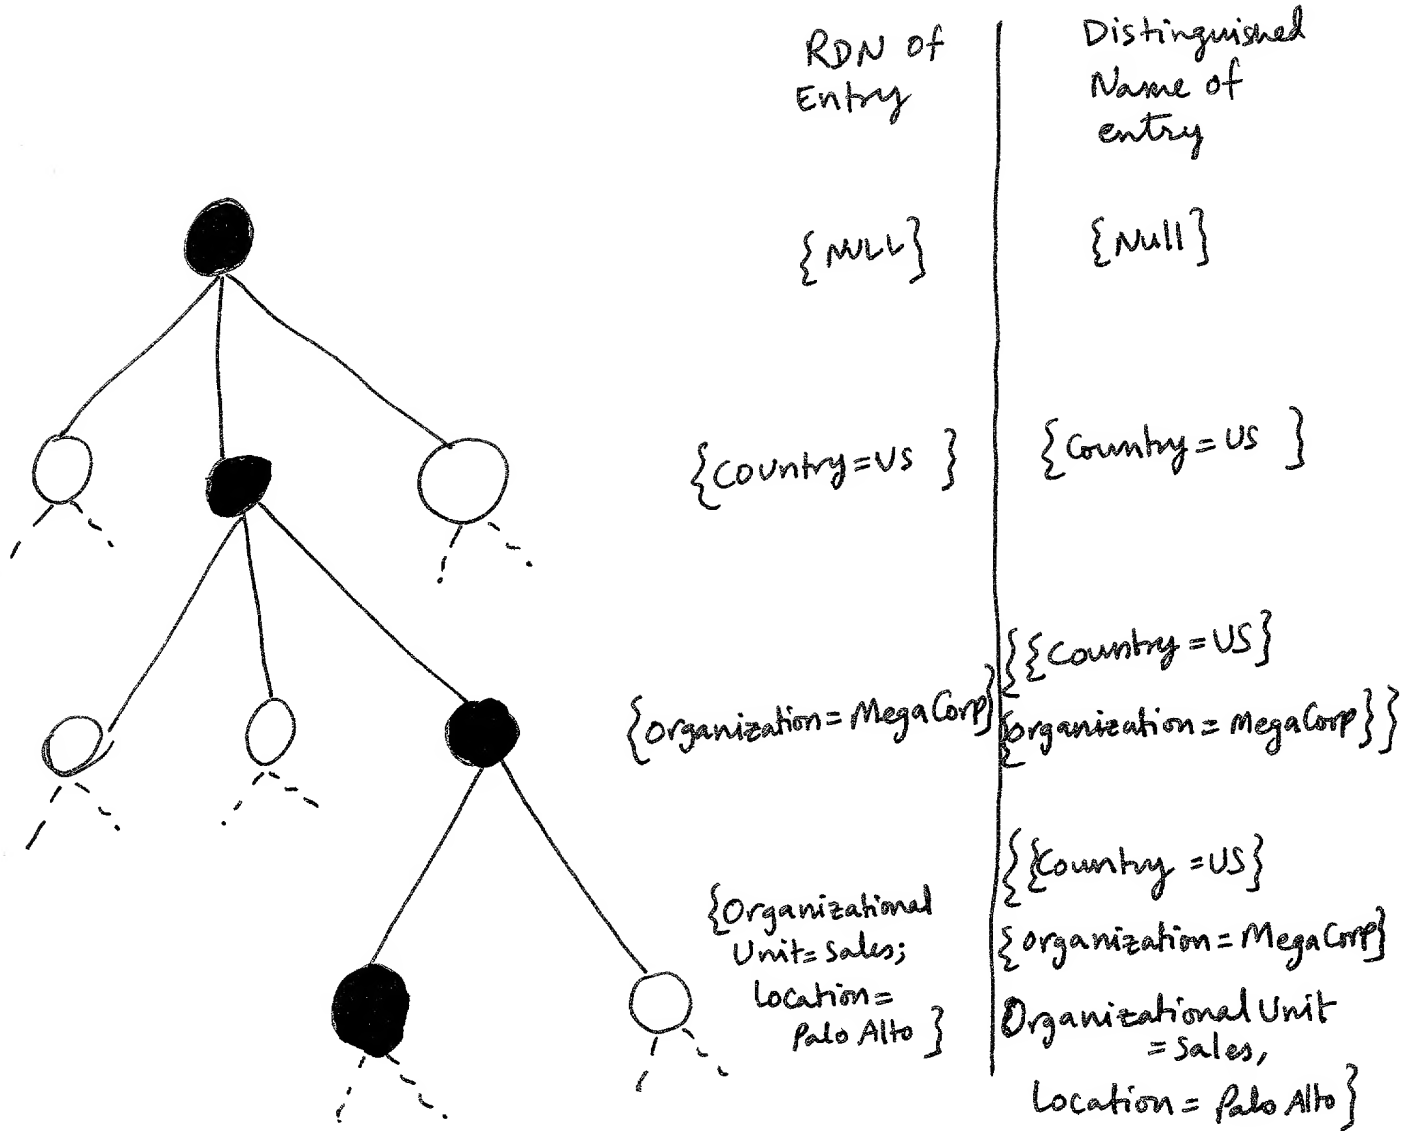 RDN of
Entry
Distinguished
Name of
entry
{NULL}
{Null}
{Country=US }
{Country=US }
{Organization=MegaCorp}
{{Country=US}
{Organization=MegaCorp}}
{Organizational
Unit=Sales;
Location=
Palo Alto }
{{Country =US}
{Organization=MegaCorp}
Organizational Unit
=Sales,
Location= Palo Alto}